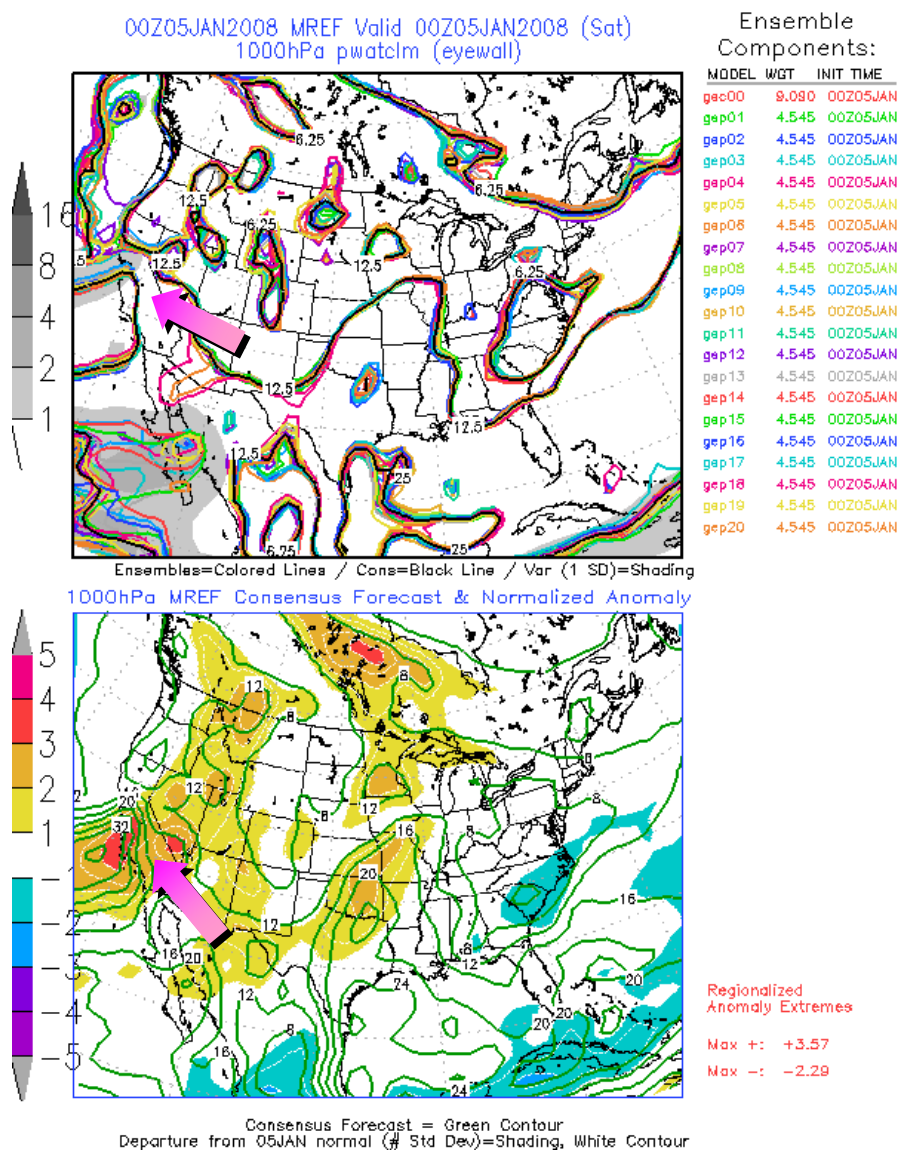 00Z05JAN2008 MREF Valid 00Z05JAN2008 (Sat)
1000hPa pwatclm (eyewall)
Ensemble
Components:
MODEL WGT INIT TIME
gec00 9.090 00Z05JAN
gep01 4.545 00Z05JAN
gep02 4.545 00Z05JAN
gep03 4.545 00Z05JAN
gep04 4.545 00Z05JAN
gep05 4.545 00Z05JAN
gep06 4.545 00Z05JAN
gep07 4.545 00Z05JAN
gep08 4.545 00Z05JAN
gep09 4.545 00Z05JAN
gep10 4.545 00Z05JAN
gep11 4.545 00Z05JAN
gep12 4.545 00Z05JAN
gep13 4.545 00Z05JAN
gep14 4.545 00Z05JAN
gep15 4.545 00Z05JAN
gep16 4.545 00Z05JAN
gep17 4.545 00Z05JAN
gep18 4.545 00Z05JAN
gep19 4.545 00Z05JAN
gep20 4.545 00Z05JAN
16
8
4
2
1
6.25
6.25
12.5
6.25
12.5
12.5
6.25
12.5
12.5
12.5
25
6.25
25
Ensembles=Colored Lines / Cons=Black Line / Var (1 SD)=Shading
1000hPa MREF Consensus Forecast & Normalized Anomaly
5
4
3
2
1
-2
-3
-4
-5
12
8
8
8
20
12
12
8
32
16
8
20
16
16
20
12
12
24
20
12
16
8
20
20
24
Regionalized
Anomaly Extremes
Max +: +3.57
Max -: -2.29
Consensus Forecast = Green Contour
Departure from 05JAN normal (# Std Dev)=Shading, White Contour